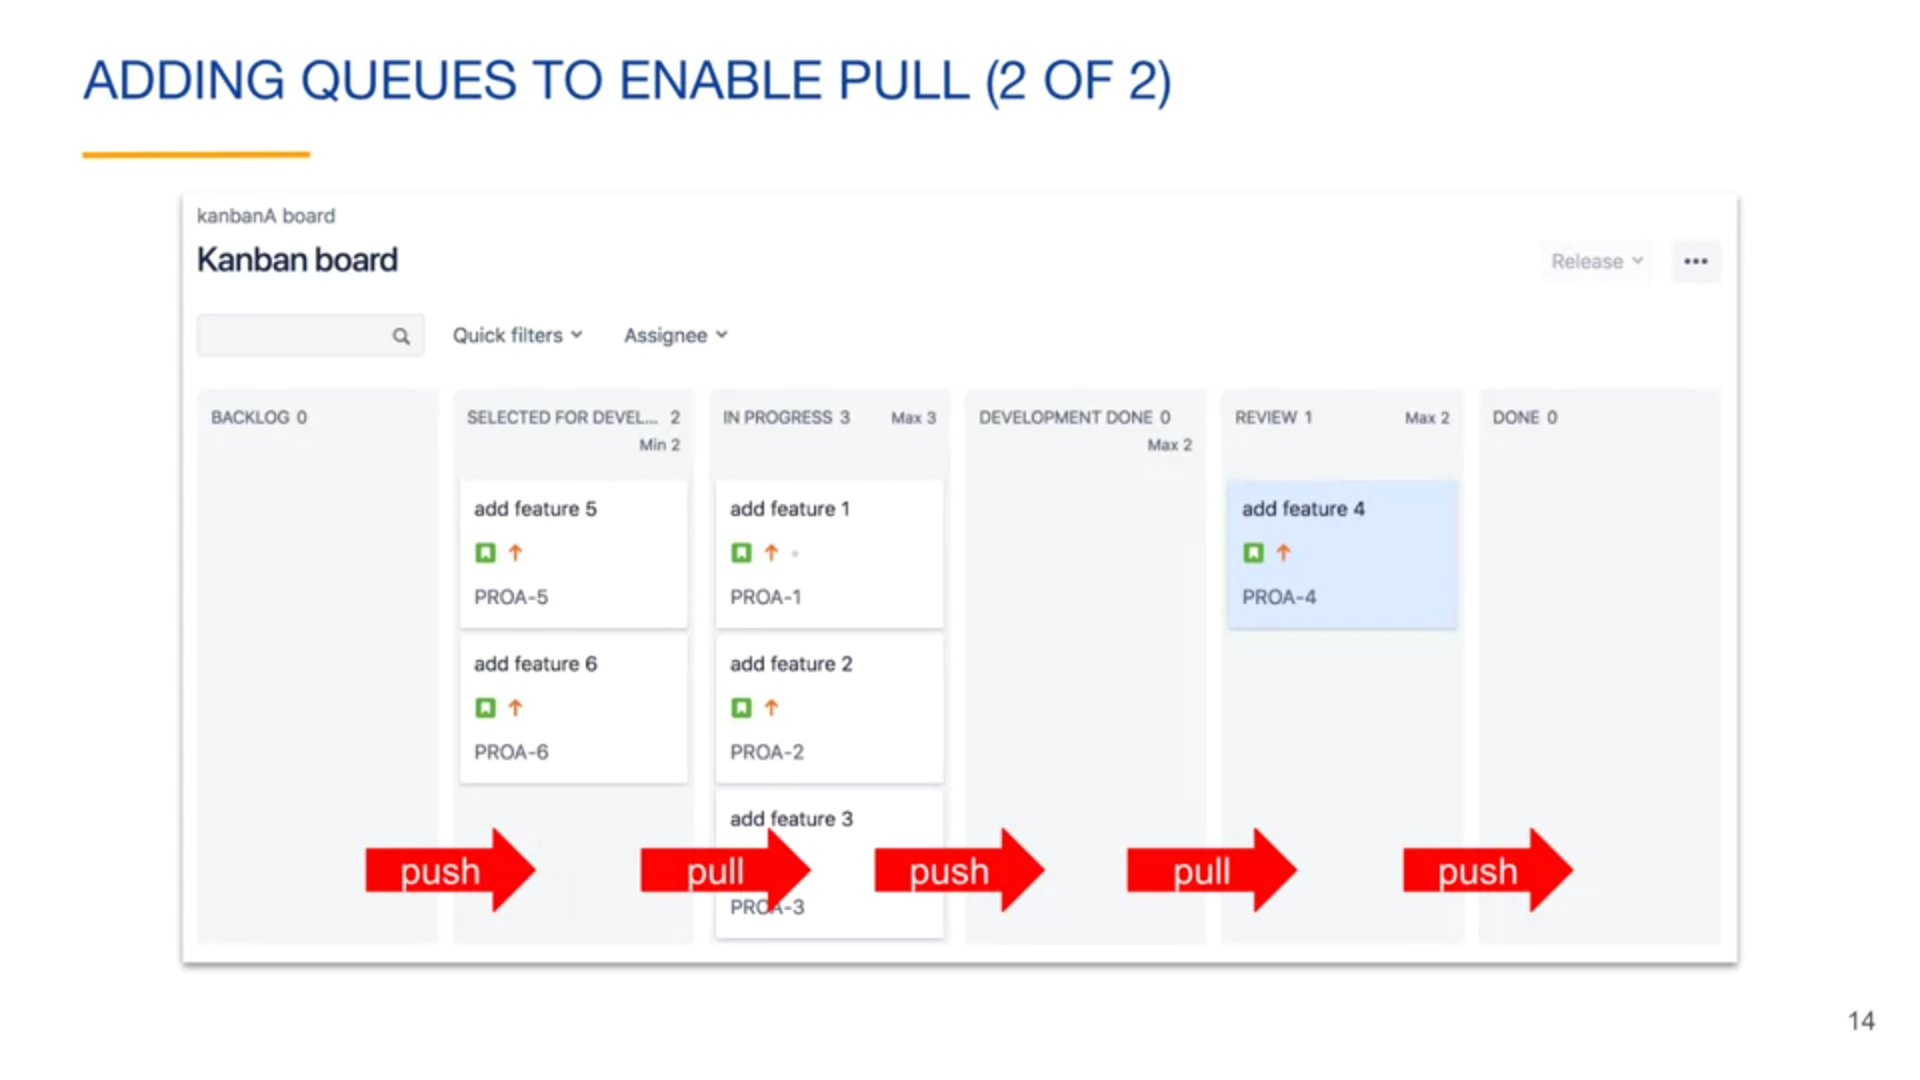 ADDING QUEUES TO ENABLE PULL (2 OF 2)
kanbanA board
Kanban board
Release
Quick filters
Assignee
BACKLOG 0
SELECTED FOR DEVEL... 2
Min 2
add feature 5
PROA-5
add feature 6
PROA-6
IN PROGRESS 3 Max 3
add feature 1
PROA-1
add feature 2
PROA-2
add feature 3
PROA-3
DEVELOPMENT DONE 0
Max 2
REVIEW 1 Max 2
add feature 4
PROA-4
DONE 0
push
pull
push
pull
push
14